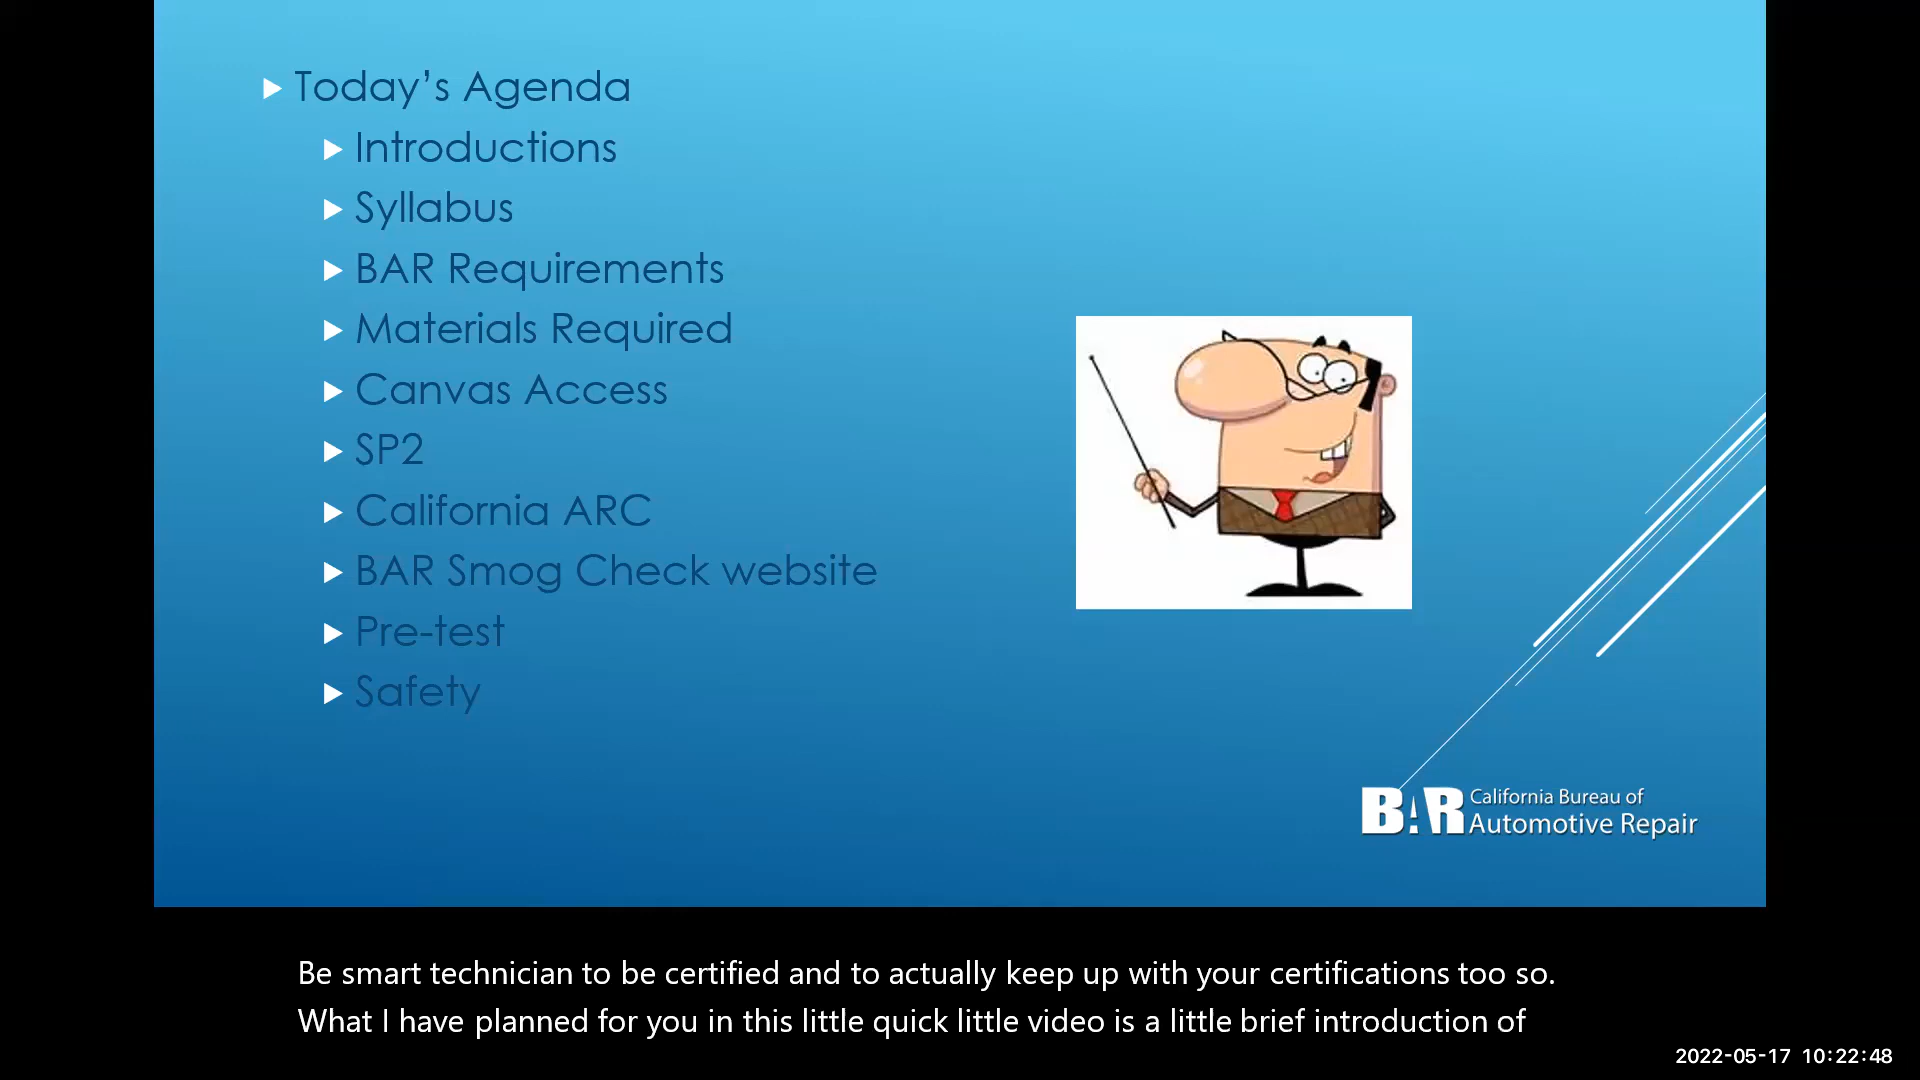 Today’s Agenda
Introductions
Syllabus
BAR Requirements
Materials Required
Canvas Access
SP2
California ARC
BAR Smog Check website
Pre-test
Safety
BAR California Bureau of
Automotive Repair
Be smart technician to be certified and to actually keep up with your certifications too so.
What I have planned for you in this little quick little video is a little brief introduction of
2022-05-17 10:22:48